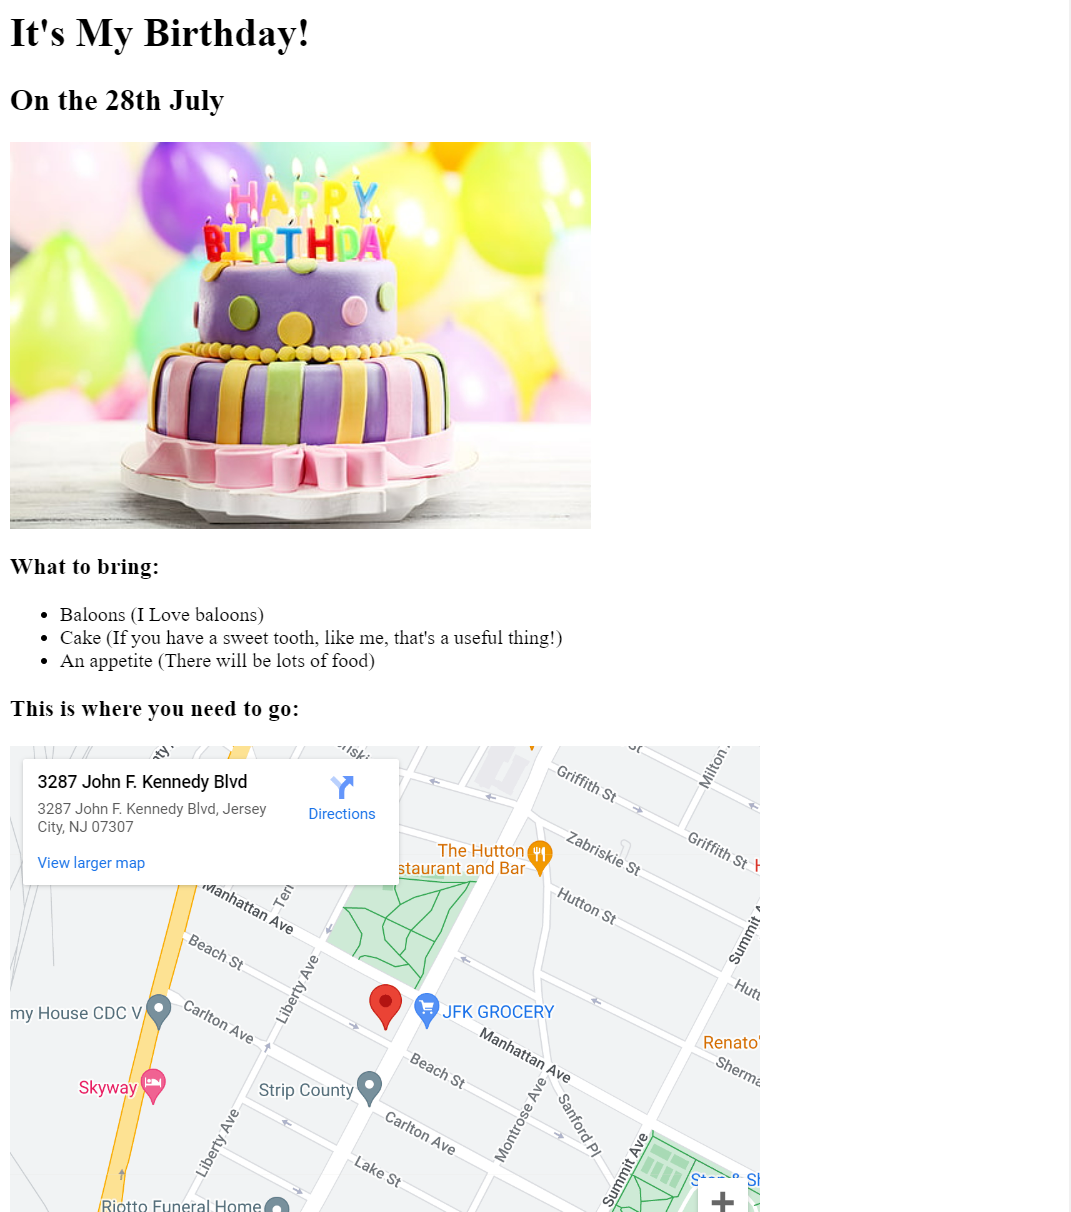 It's My Birthday!
On the 28th July
HAPPY
BIRTHDAY
What to bring:
Baloons (I Love baloons)
Cake (If you have a sweet tooth, like me, that's a useful thing!)
An appetite (There will be lots of food)
This is where you need to go:
3287 John F. Kennedy Blvd
3287 John F. Kennedy Blvd, Jersey
City, NJ 07307
Directions
View larger map
Griffith St
Milton
Zabriskie St
Griffith St
The Hutton
staurant and Bar
Hutton St
Manhattan Ave
Beach St
Liberty Ave
Summit A
Hutt
my House CDC V
Carlton Ave
JFK GROCERY
Manhattan Ave
Renato'
Sherma
Skyway
Strip County
Beach St
Montrose Ave
Sanford Pl
Carlton Ave
Liberty Ave
Lake St
Summit Ave
Riotto Funeral Home